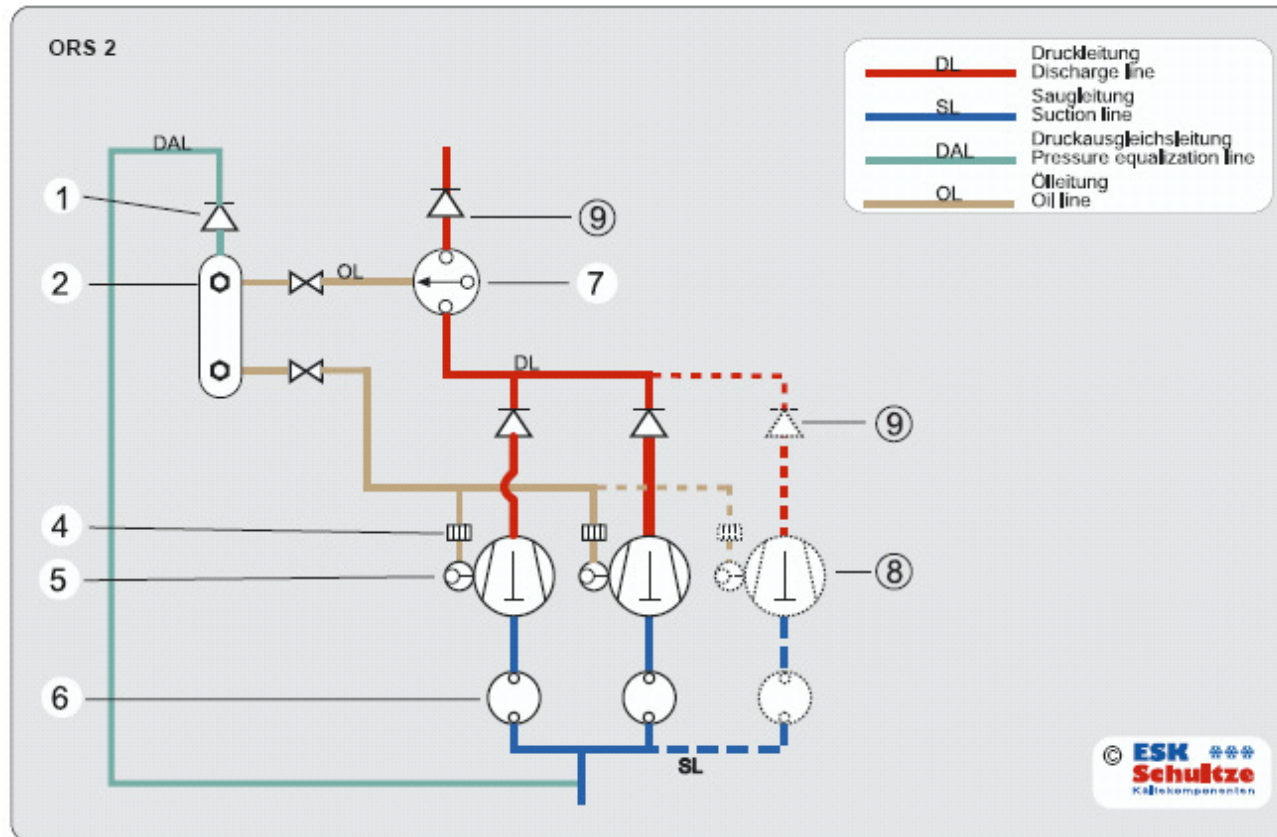 ORS 2
DL
Druckleitung
Discharge line
SL
Saugleitung
Suction line
DAL
Druckausgleichsleitung
Pressure equalization line
OL
Ölleitung
Oil line
DAL
1
9
2
OL
7
DL
9
4
5
8
6
SL
© ESK
Schultze
Kältekomponenten